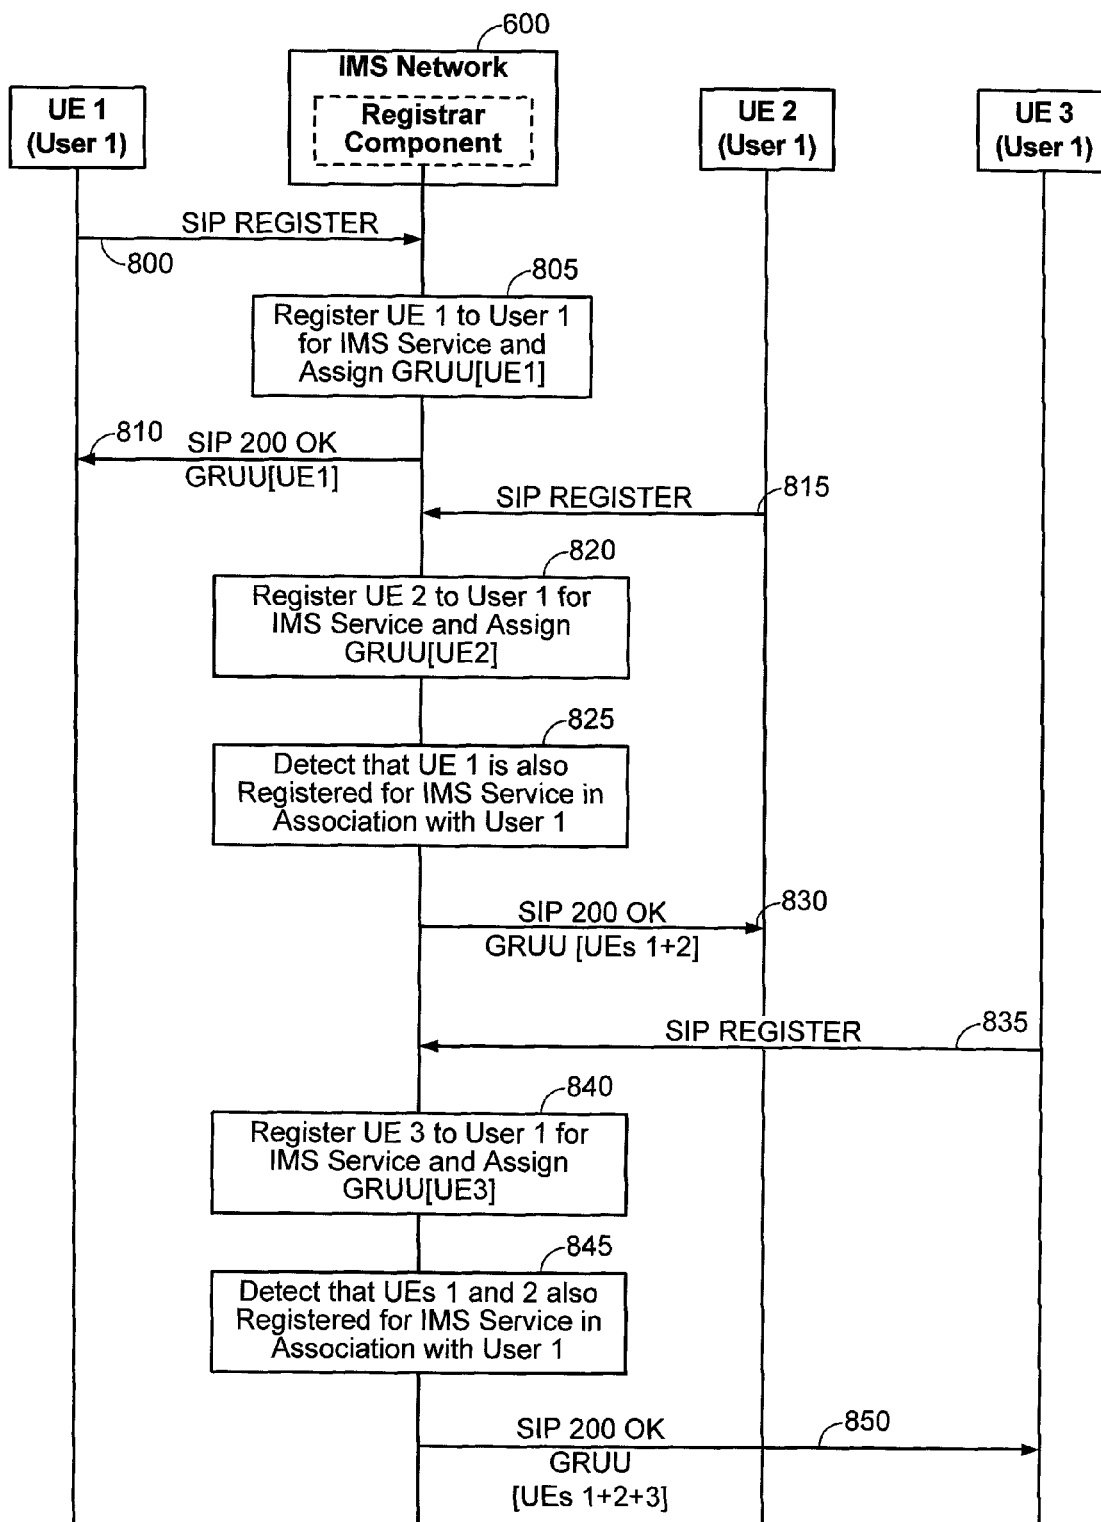 600
IMS Network
Registrar
Component
UE 1
(User 1)
UE 2
(User 1)
UE 3
(User 1)
SIP REGISTER
800
805
Register UE 1 to User 1
for IMS Service and
Assign GRUU[UE1]
810
SIP 200 OK
GRUU[UE1]
SIP REGISTER
815
820
Register UE 2 to User 1 for
IMS Service and Assign
GRUU[UE2]
825
Detect that UE 1 is also
Registered for IMS Service in
Association with User 1
830
SIP 200 OK
GRUU [UEs 1+2]
SIP REGISTER
835
840
Register UE 3 to User 1 for
IMS Service and Assign
GRUU[UE3]
845
Detect that UEs 1 and 2 also
Registered for IMS Service in
Association with User 1
SIP 200 OK
850
GRUU
[UEs 1+2+3]